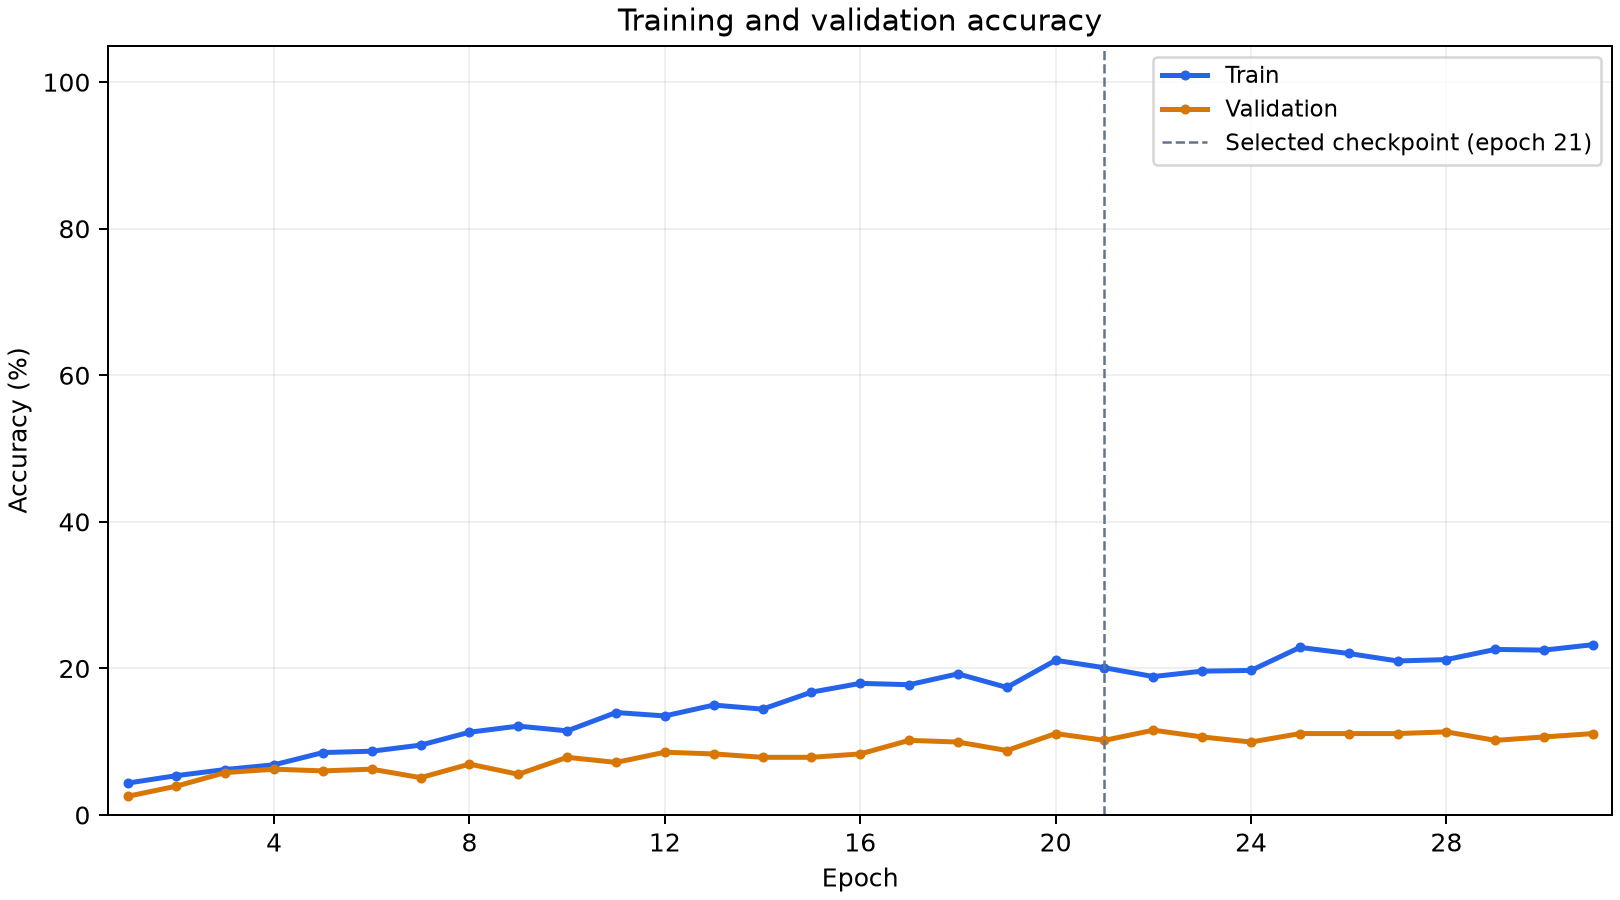 Training and validation accuracy
Train
Validation
Selected checkpoint (epoch 21)
Accuracy (%)
100
80
60
40
20
0
4 8 12 16 20 24 28
Epoch